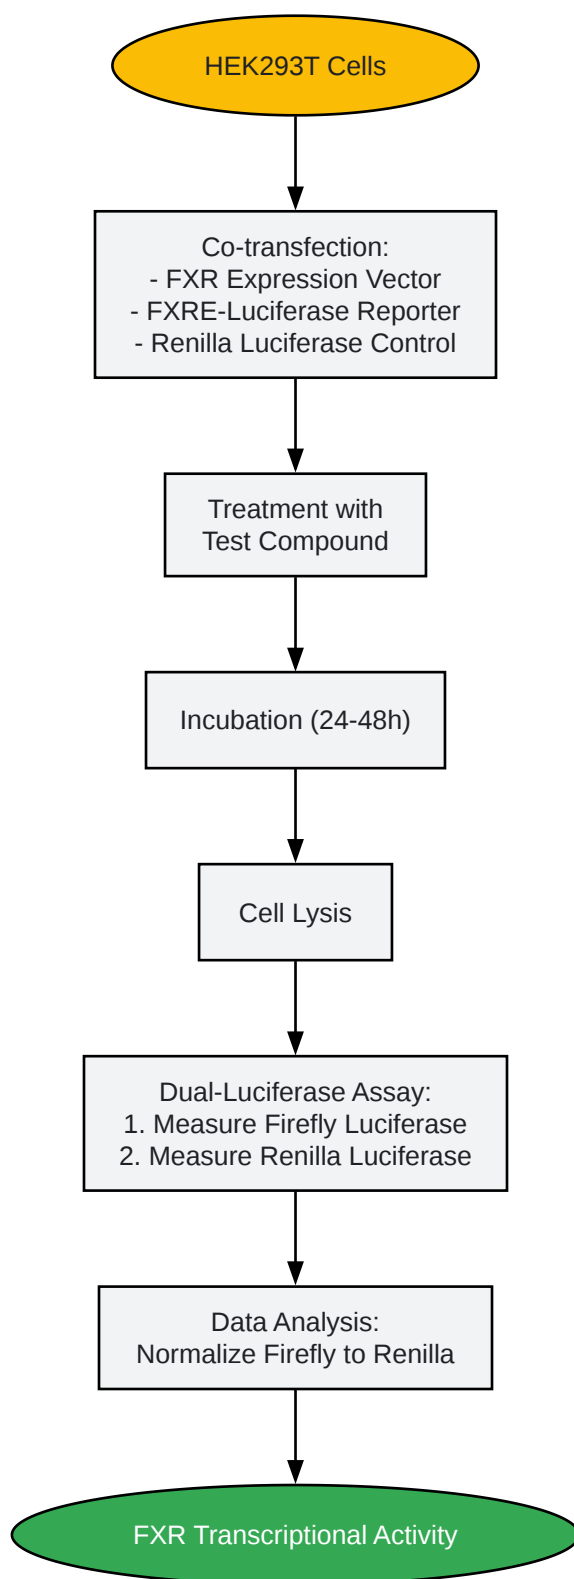 HEK293T Cells
Co-transfection:
- FXR Expression Vector
- FXRE-Luciferase Reporter
- Renilla Luciferase Control
Treatment with
Test Compound
Incubation (24-48h)
Cell Lysis
Dual-Luciferase Assay:
1. Measure Firefly Luciferase
2. Measure Renilla Luciferase
Data Analysis:
Normalize Firefly to Renilla
FXR Transcriptional Activity